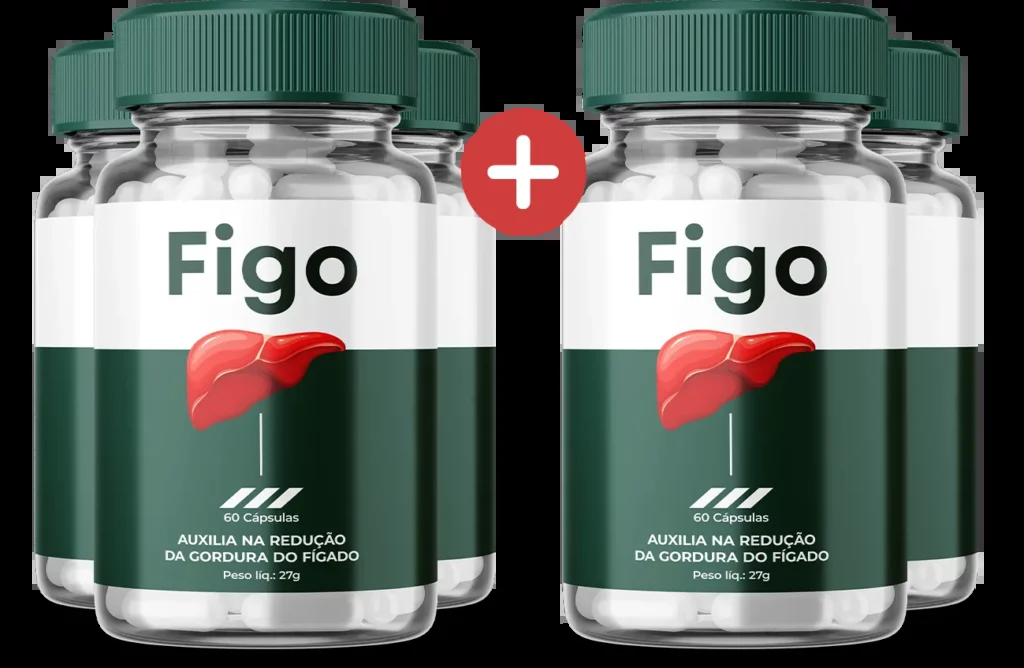 Figo
60 Cápsulas
AUXILIA NA REDUÇÃO
DA GORDURA DO FÍGADO
Peso líq.: 27g
Figo
60 Cápsulas
AUXILIA NA REDUÇÃO
DA GORDURA DO FÍGADO
Peso líq.: 27g